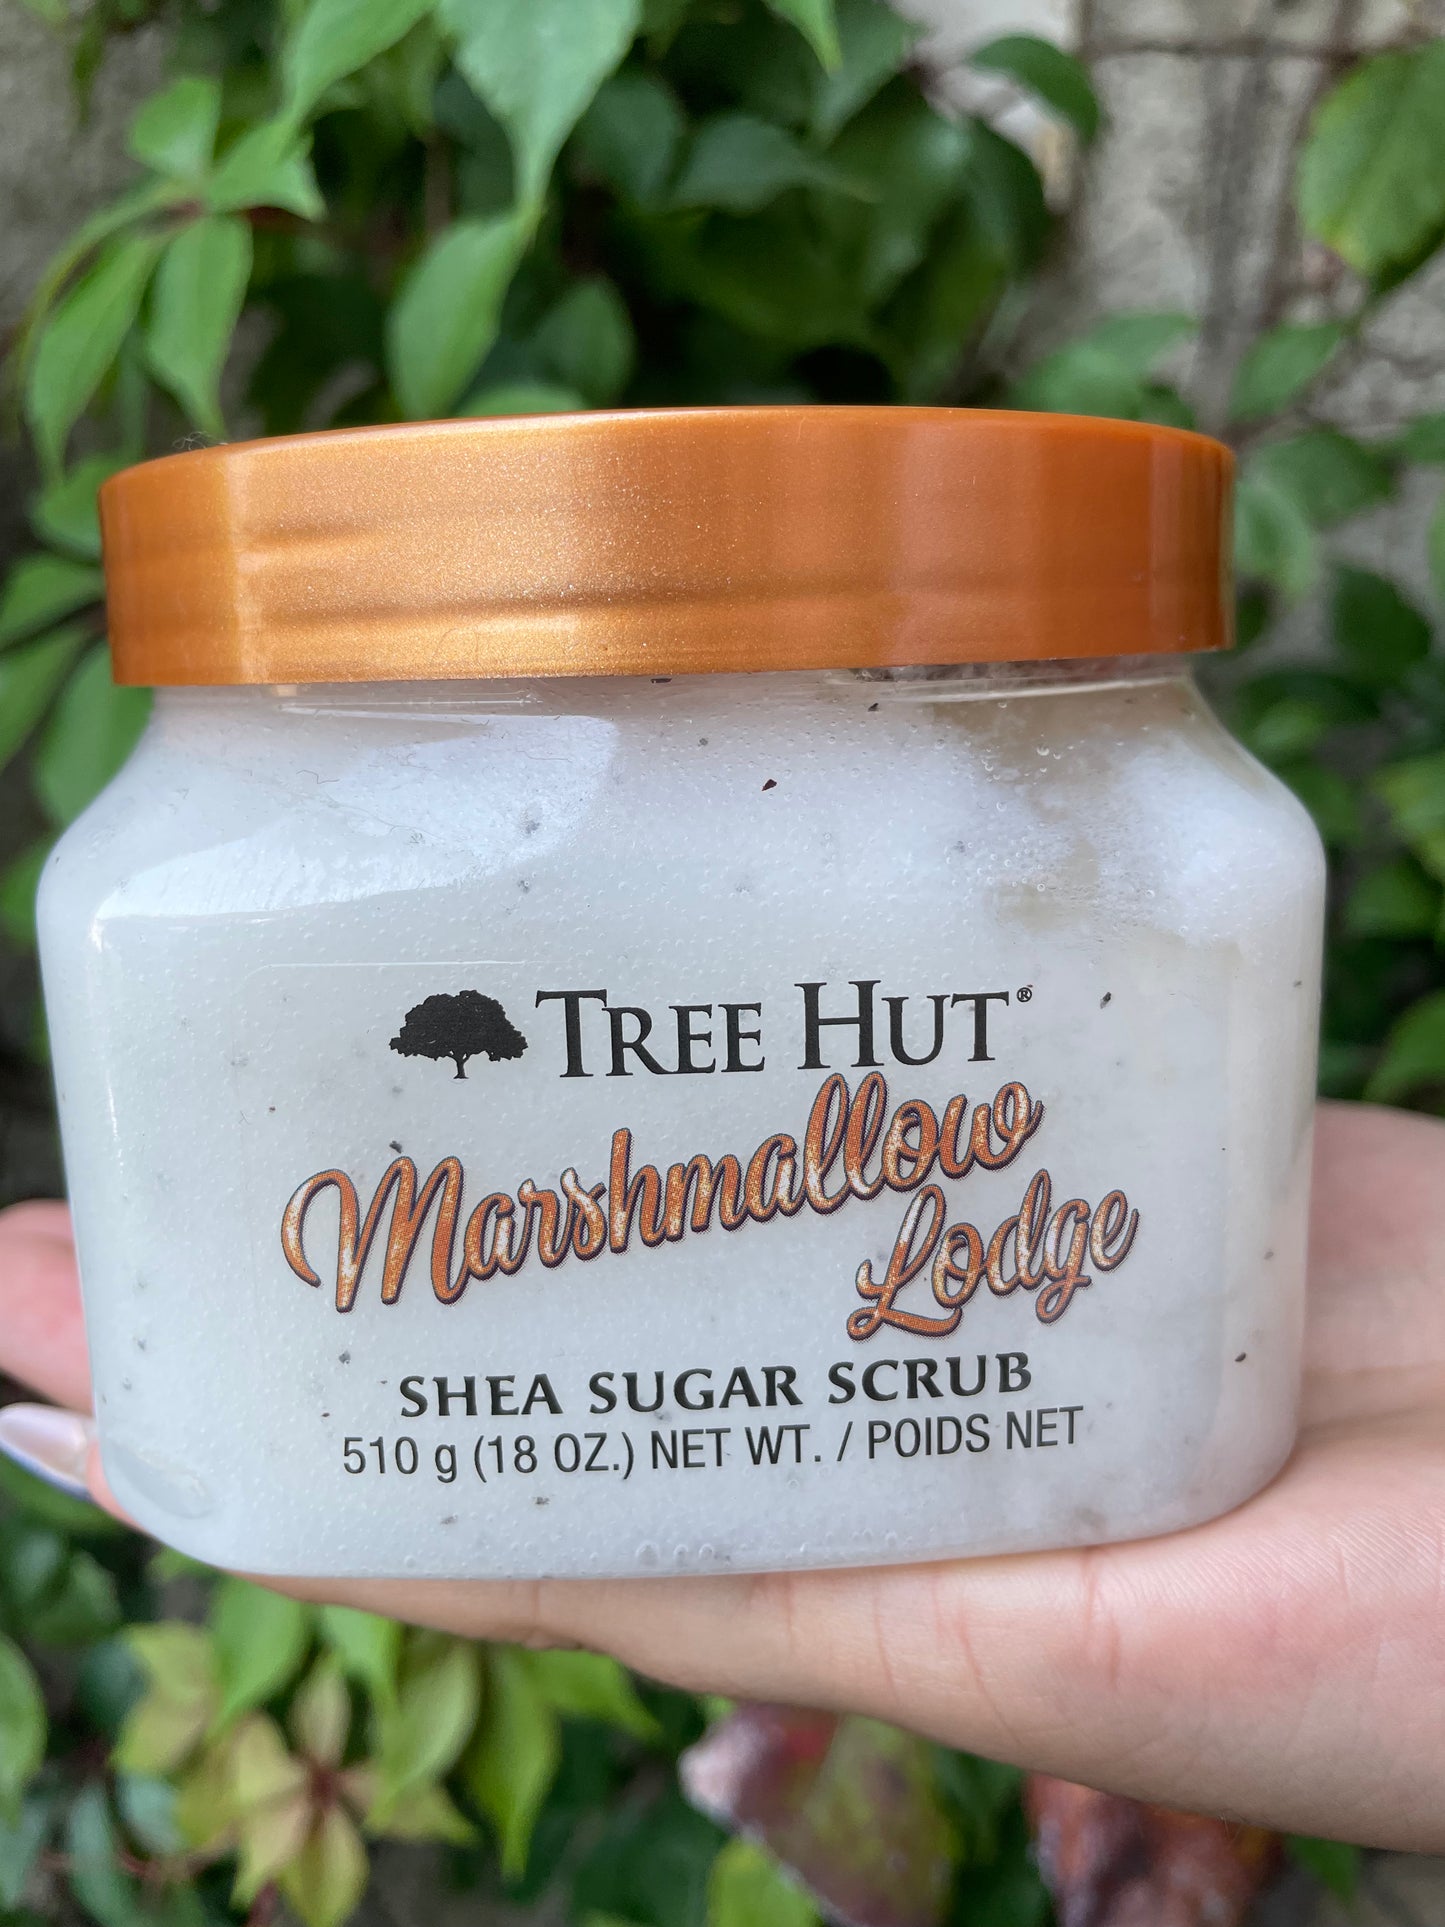 TREE HUT®
Marshmallow
Lodge
SHEA SUGAR SCRUB
510 g (18 OZ.) NET WT. / POIDS NET